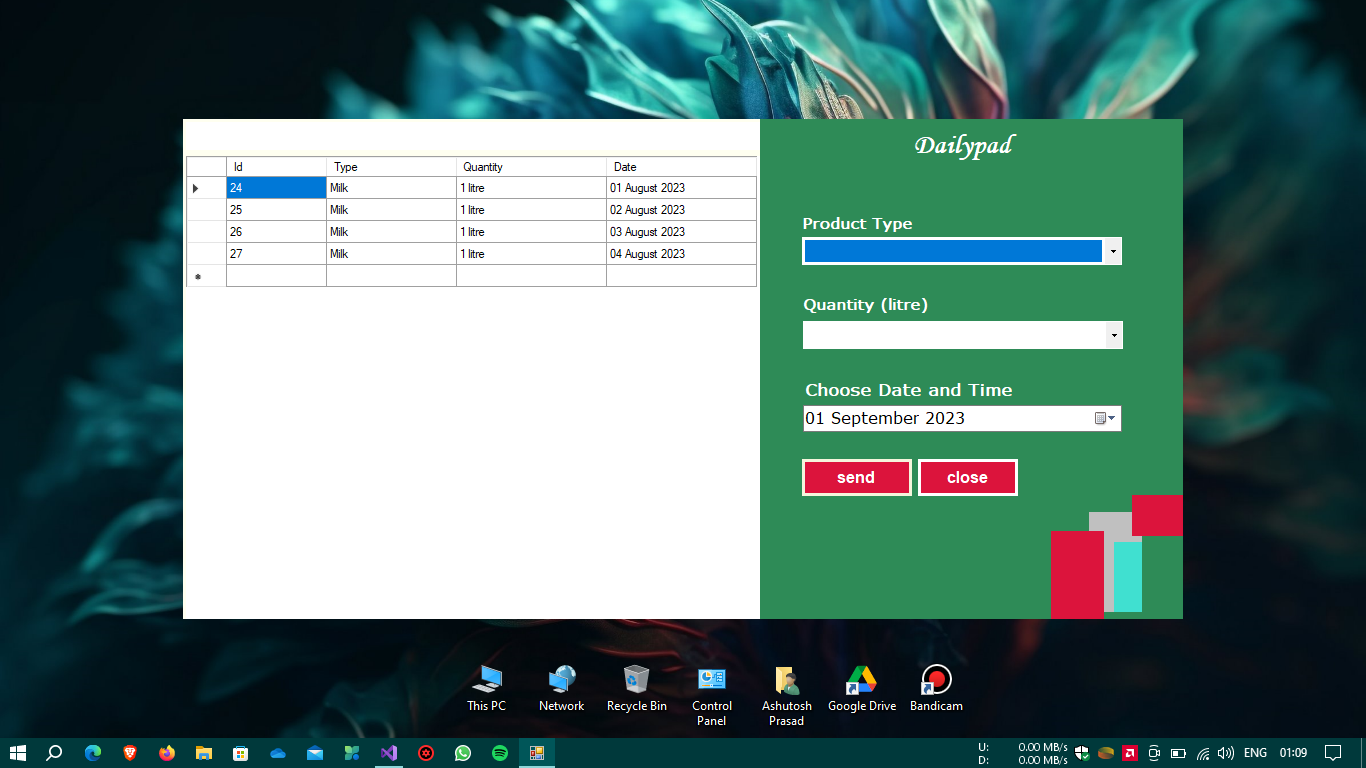 Dailypad
Id Type Quantity Date
24 Milk 1 litre 01 August 2023
25 Milk 1 litre 02 August 2023
26 Milk 1 litre 03 August 2023
27 Milk 1 litre 04 August 2023
Product Type
Quantity (litre)
Choose Date and Time
01 September 2023
send close
This PC
Network
Recycle Bin
Control
Panel
Ashutosh
Prasad
Google Drive
Bandicam
U: 0.00 MB/s
D: 0.00 MB/s
ENG
01:09